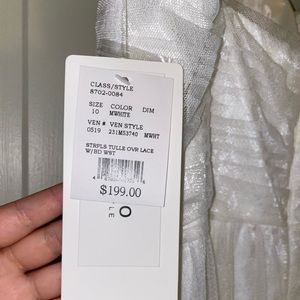 CLASS/STYLE
8702-0084
SIZE COLOR DIM
10 MWHITE
VEN # VEN STYLE
0519 231M53740 MWHT
STRPLS TULLE OVR LACE
W/BD WST
$199.00